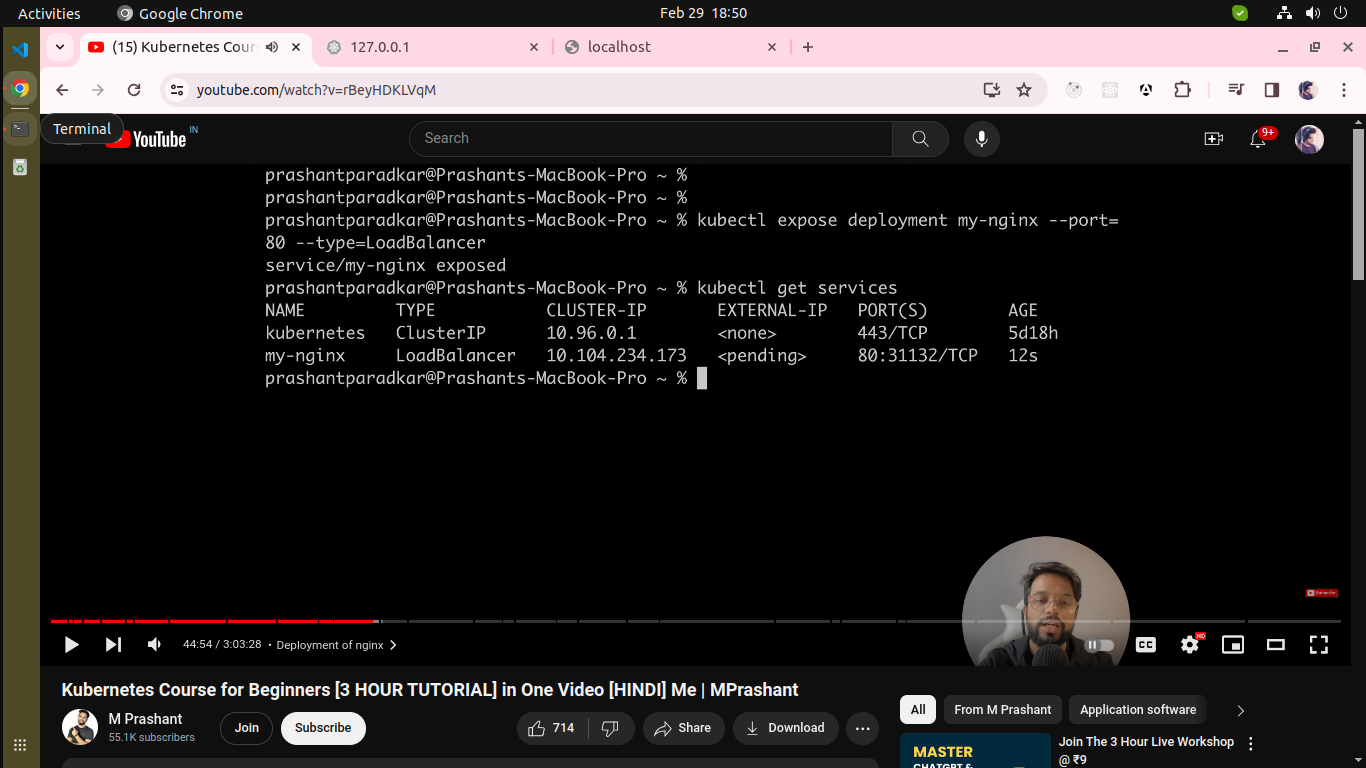 Activities
Google Chrome
Feb 29 18:50
(15) Kubernetes Cour
127.0.0.1
localhost
youtube.com/watch?v=rBeyHDKLVqM
Terminal
YouTube IN
Search
9+
prashantparadkar@Prashants-MacBook-Pro ~ %
prashantparadkar@Prashants-MacBook-Pro ~ %
prashantparadkar@Prashants-MacBook-Pro ~ % kubectl expose deployment my-nginx --port=
80 --type=LoadBalancer
service/my-nginx exposed
prashantparadkar@Prashants-MacBook-Pro ~ % kubectl get services
NAME TYPE CLUSTER-IP EXTERNAL-IP PORT(S) AGE
kubernetes ClusterIP 10.96.0.1 <none> 443/TCP 5d18h
my-nginx LoadBalancer 10.104.234.173 <pending> 80:31132/TCP 12s
prashantparadkar@Prashants-MacBook-Pro ~ %
44:54 / 3:03:28 • Deployment of nginx
CC
HD
Kubernetes Course for Beginners [3 HOUR TUTORIAL] in One Video [HINDI] Me | MPrashant
M Prashant
55.1K subscribers
Join
Subscribe
714
Share
Download
All
From M Prashant
Application software
MASTER
CHATGPT &
Join The 3 Hour Live Workshop
@ ₹9